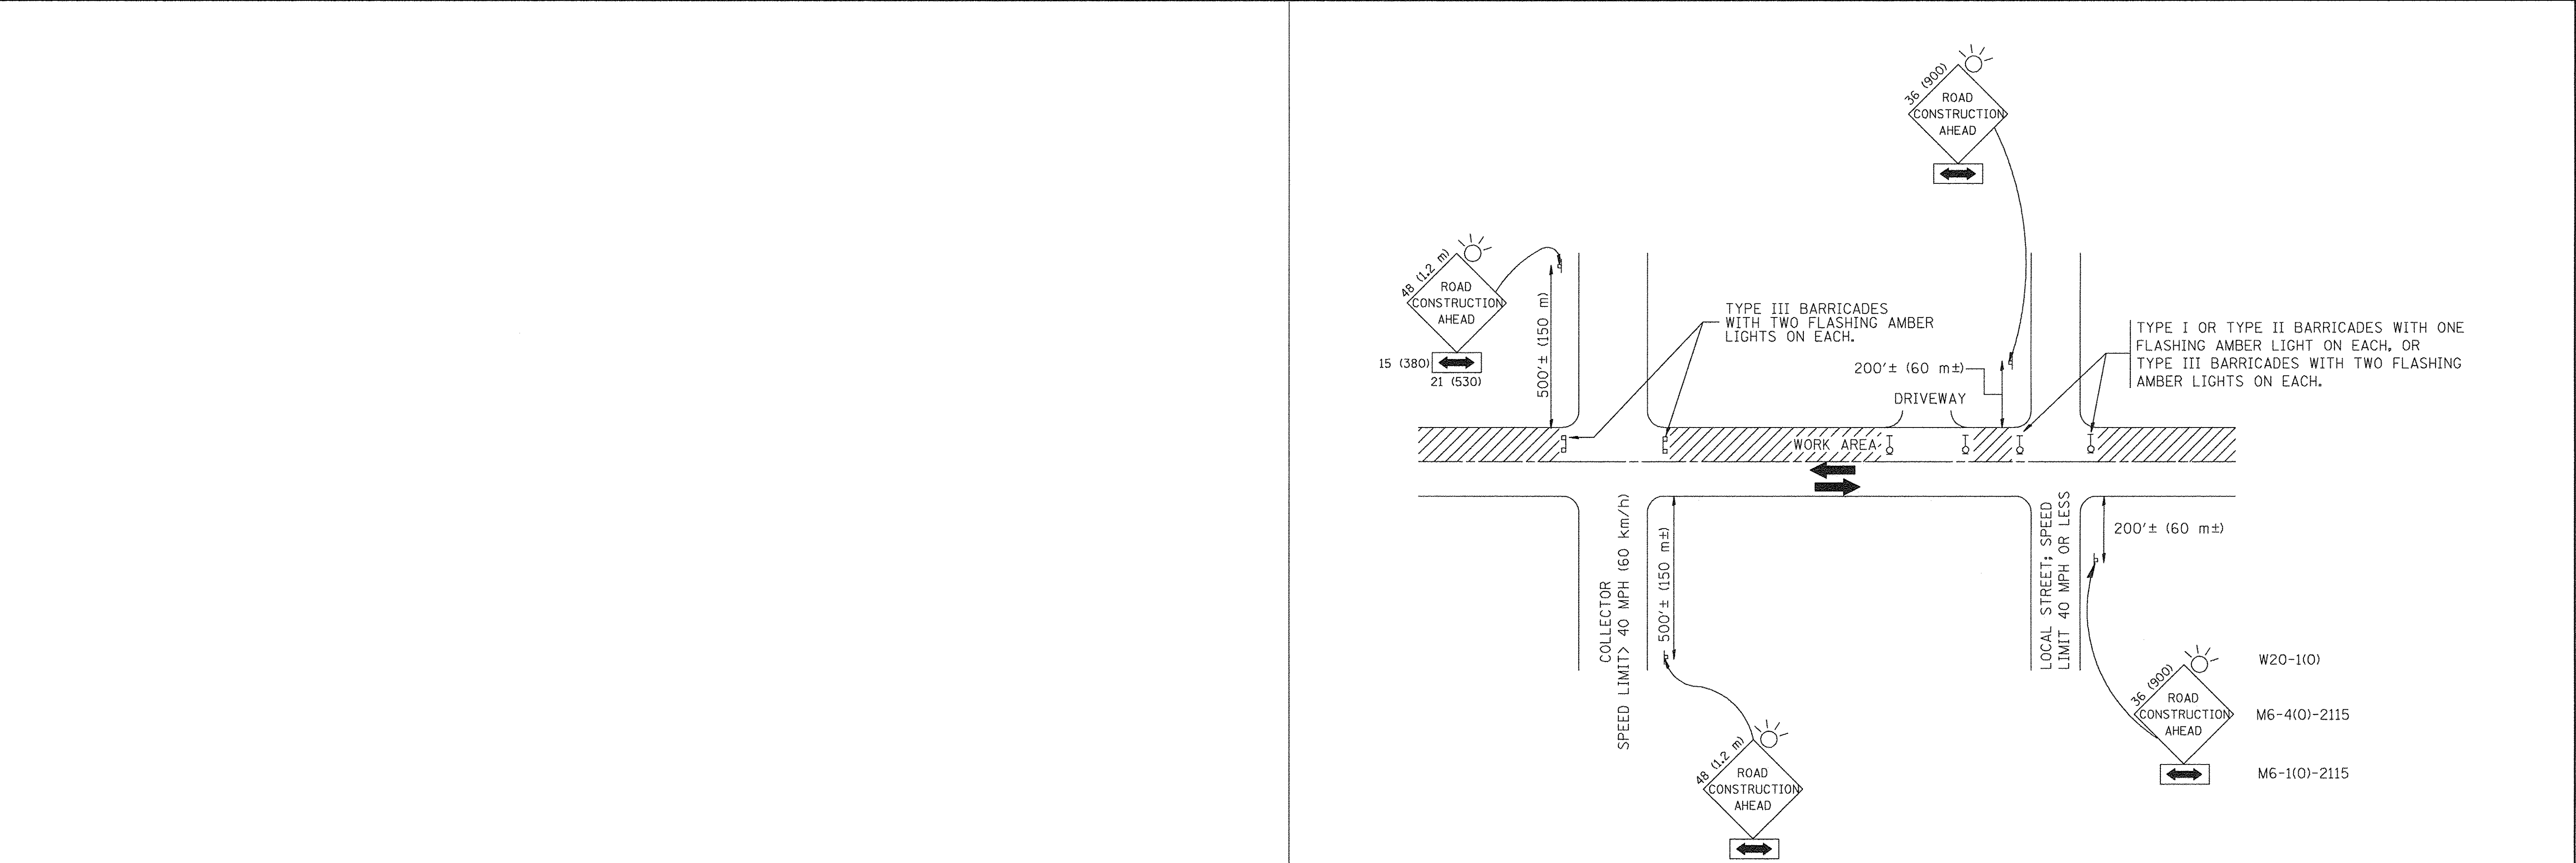 36 (900)
ROAD
CONSTRUCTION
AHEAD
48 (1.2 m)
ROAD
CONSTRUCTION
AHEAD
15 (380)
21 (530)
500'± (150 m)
TYPE III BARRICADES
WITH TWO FLASHING AMBER
LIGHTS ON EACH.
200'± (60 m±)
DRIVEWAY
TYPE I OR TYPE II BARRICADES WITH ONE
FLASHING AMBER LIGHT ON EACH, OR
TYPE III BARRICADES WITH TWO FLASHING
AMBER LIGHTS ON EACH.
WORK AREA
COLLECTOR
SPEED LIMIT> 40 MPH (60 km/h)
500'± (150 m±)
LOCAL STREET; SPEED
LIMIT 40 MPH OR LESS
200'± (60 m±)
48 (1.2 m)
ROAD
CONSTRUCTION
AHEAD
36 (900)
ROAD
CONSTRUCTION
AHEAD
W20-1(O)
M6-4(O)-2115
M6-1(O)-2115